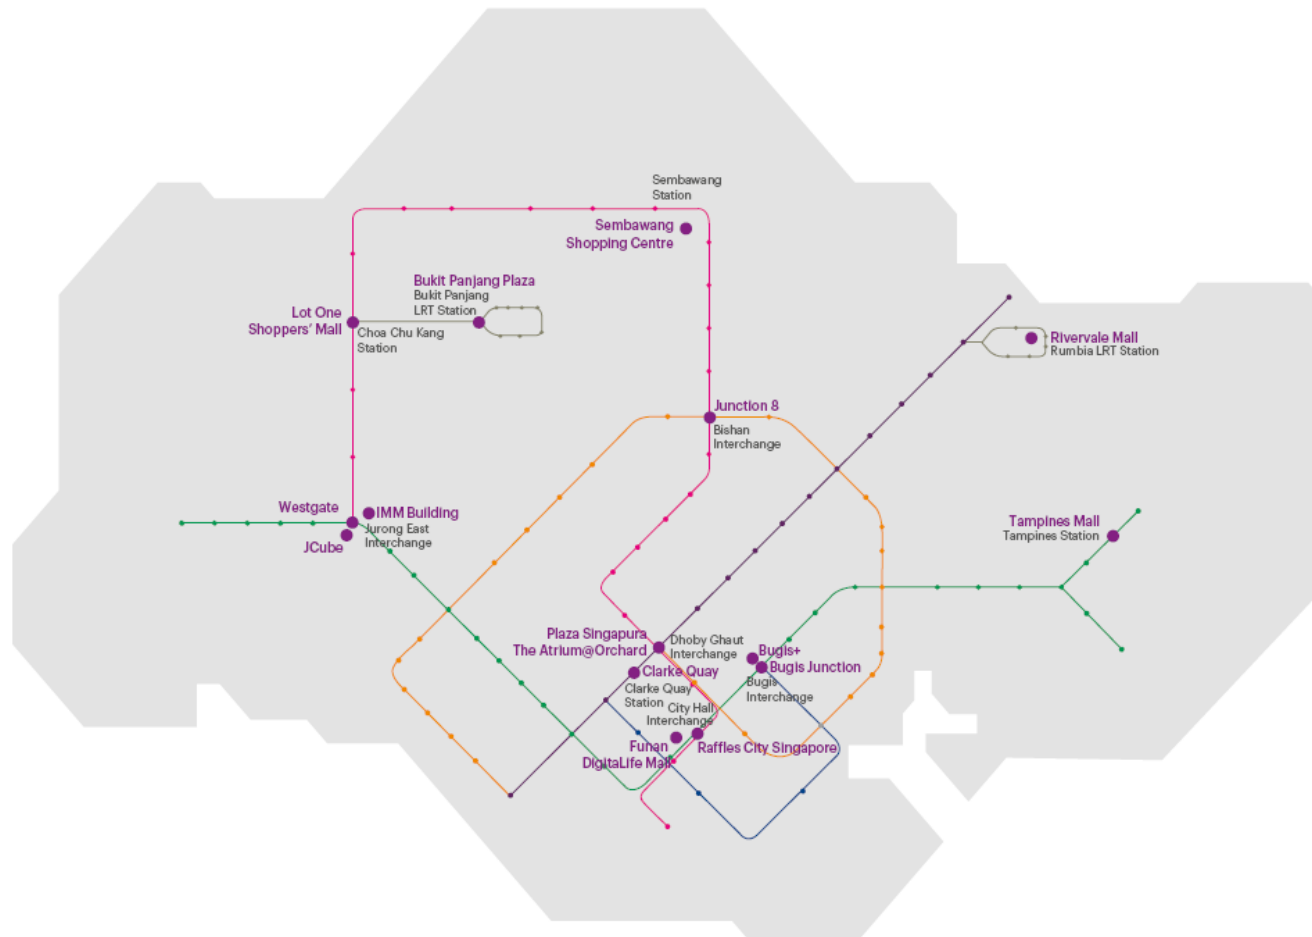 Sembawang
Station
Sembawang
Shopping Centre
Bukit Panjang Plaza
Bukit Panjang
LRT Station
Lot One
Shoppers' Mall
Choa Chu Kang
Station
Rivervale Mall
Rumbia LRT Station
Junction 8
Bishan
Interchange
Westgate
IMM Building
JCube
Jurong East
Interchange
Tampines Mall
Tampines Station
Plaza Singapura
The Atrium@Orchard
Dhoby Ghaut
Interchange
Bugis+
Bugis Junction
Bugis
Interchange
Clarke Quay
Clarke Quay
Station
City Hall
Interchange
Funan
DigitaLife Mall
Raffles City Singapore